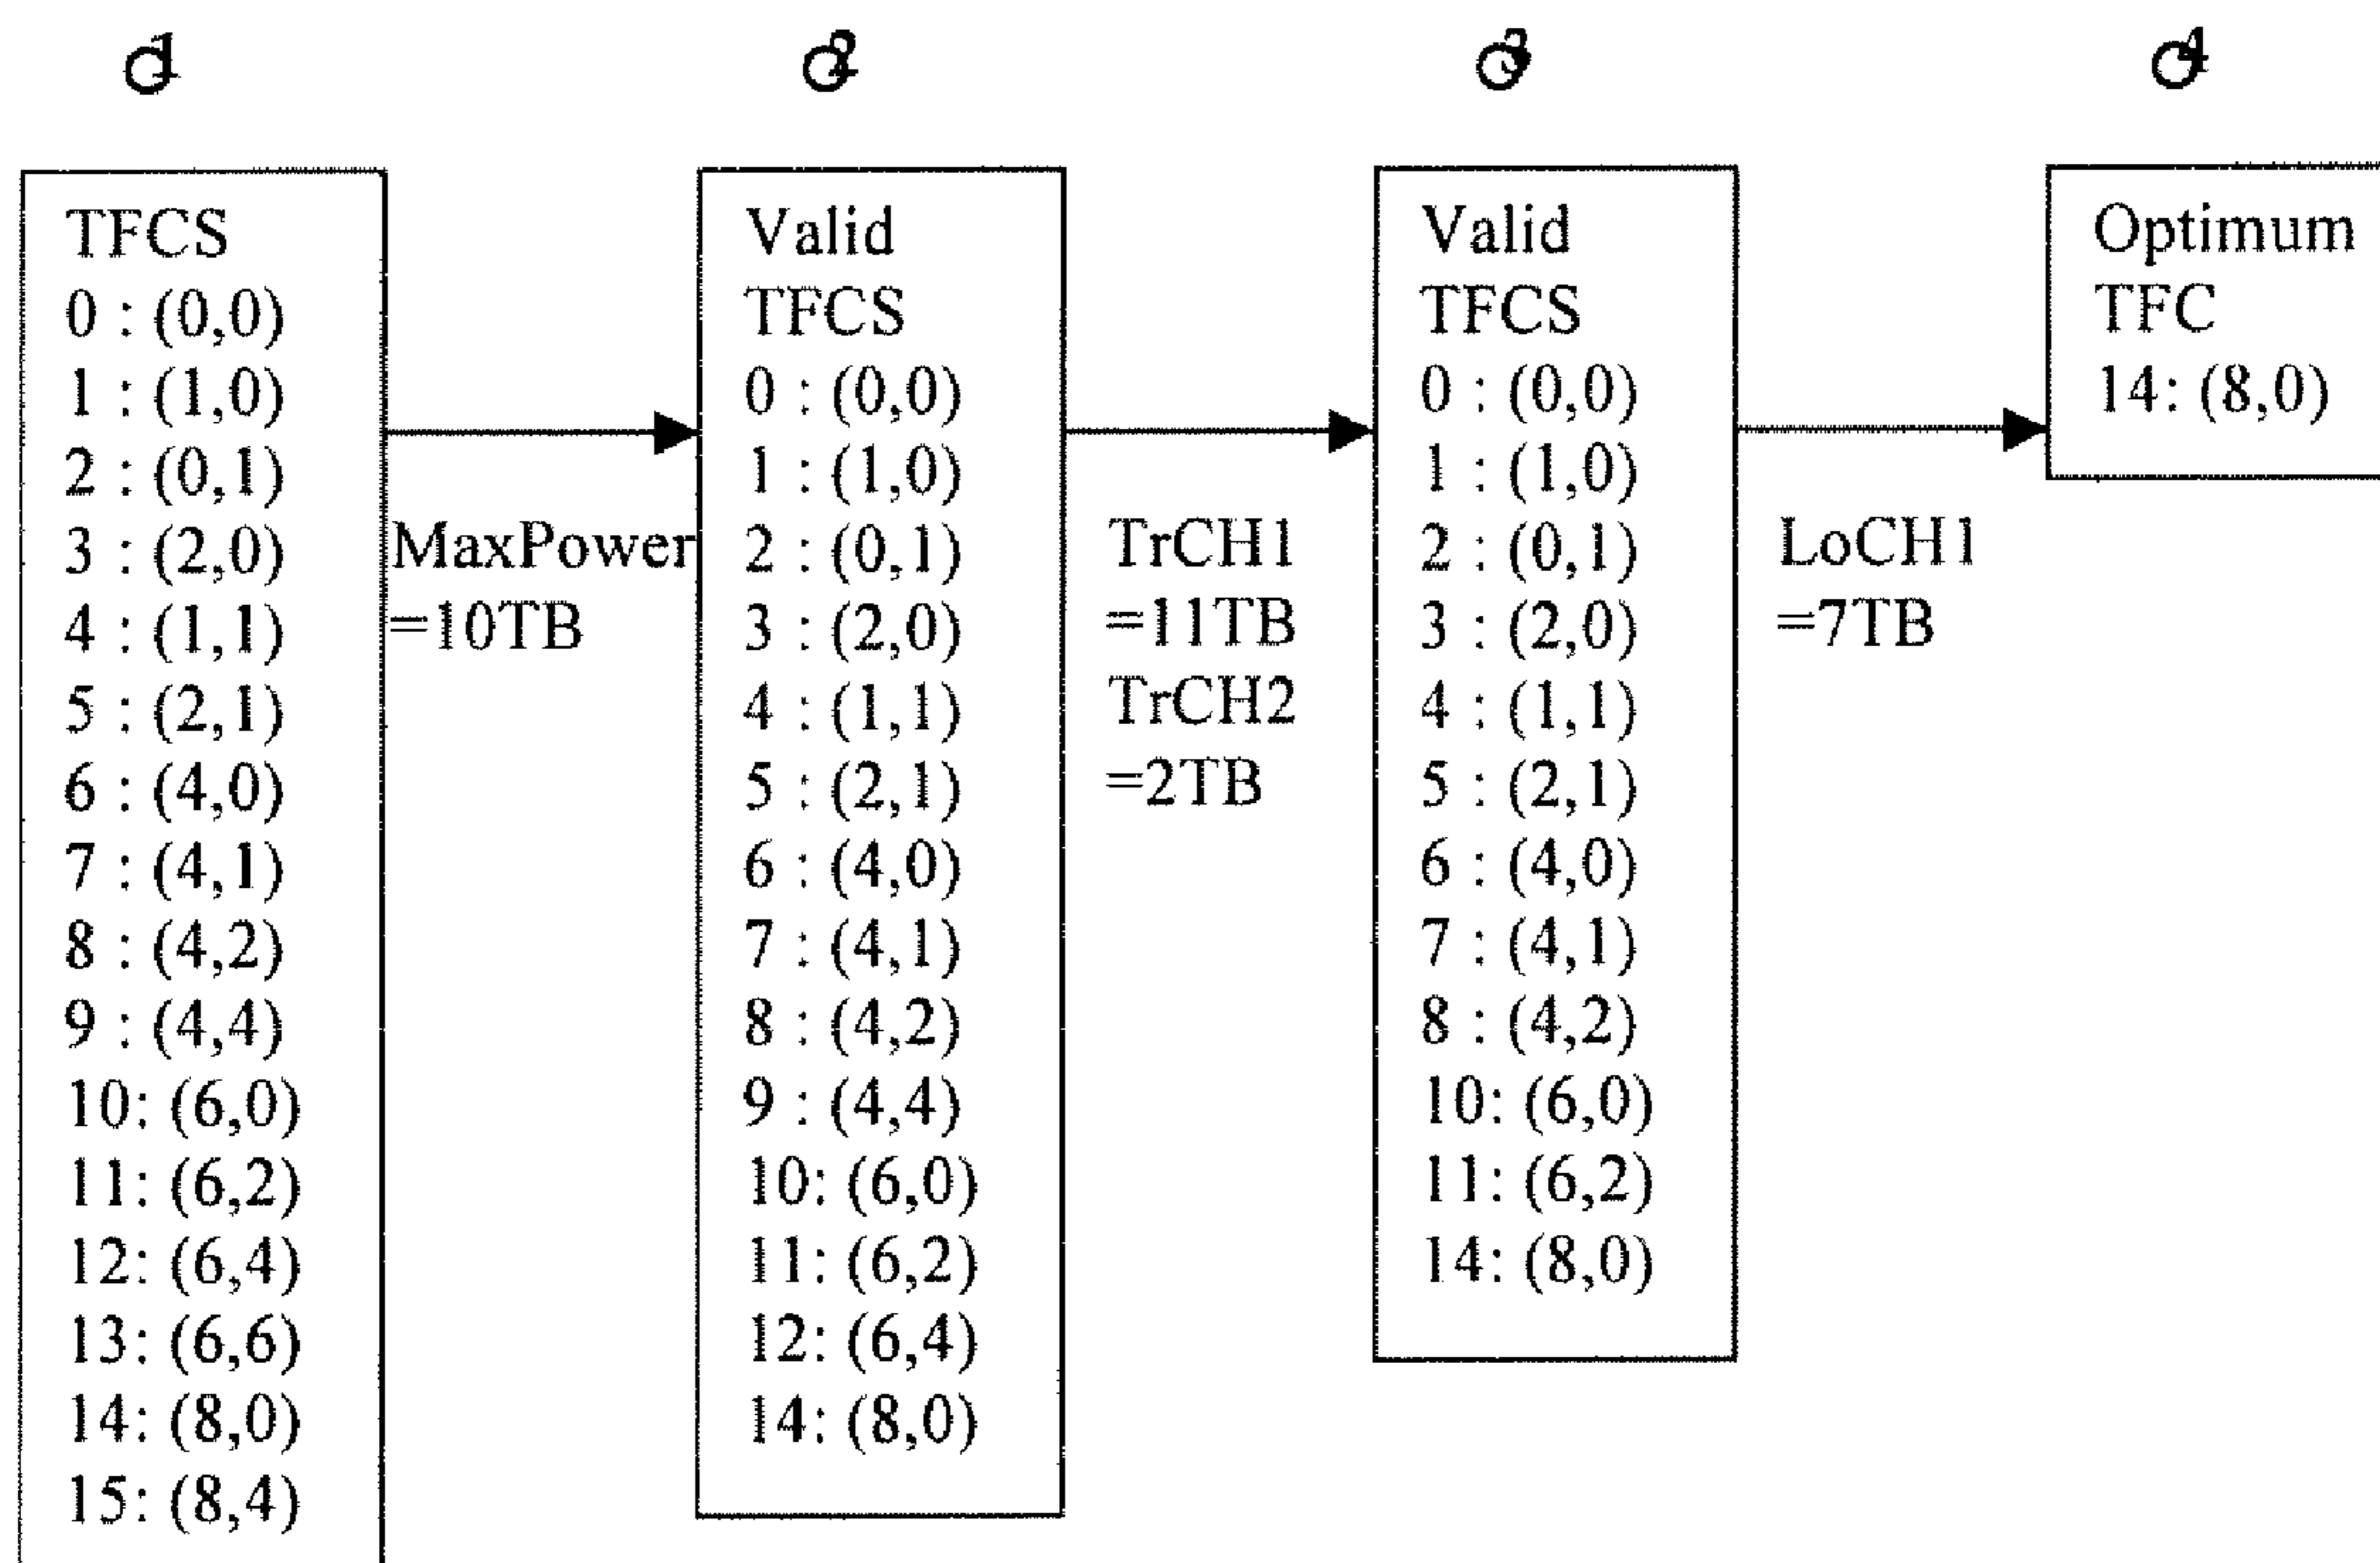 1
2
3
4
TFCS
0 : (0,0)
1 : (1,0)
2 : (0,1)
3 : (2,0)
4 : (1,1)
5 : (2,1)
6 : (4,0)
7 : (4,1)
8 : (4,2)
9 : (4,4)
10: (6,0)
11: (6,2)
12: (6,4)
13: (6,6)
14: (8,0)
15: (8,4)
MaxPower
=10TB
Valid
TFCS
0 : (0,0)
1 : (1,0)
2 : (0,1)
3 : (2,0)
4 : (1,1)
5 : (2,1)
6 : (4,0)
7 : (4,1)
8 : (4,2)
9 : (4,4)
10: (6,0)
11: (6,2)
12: (6,4)
14: (8,0)
TrCH1
=11TB
TrCH2
=2TB
Valid
TFCS
0 : (0,0)
1 : (1,0)
2 : (0,1)
3 : (2,0)
4 : (1,1)
5 : (2,1)
6 : (4,0)
7 : (4,1)
8 : (4,2)
10: (6,0)
11: (6,2)
14: (8,0)
LoCH1
=7TB
Optimum
TFC
14: (8,0)